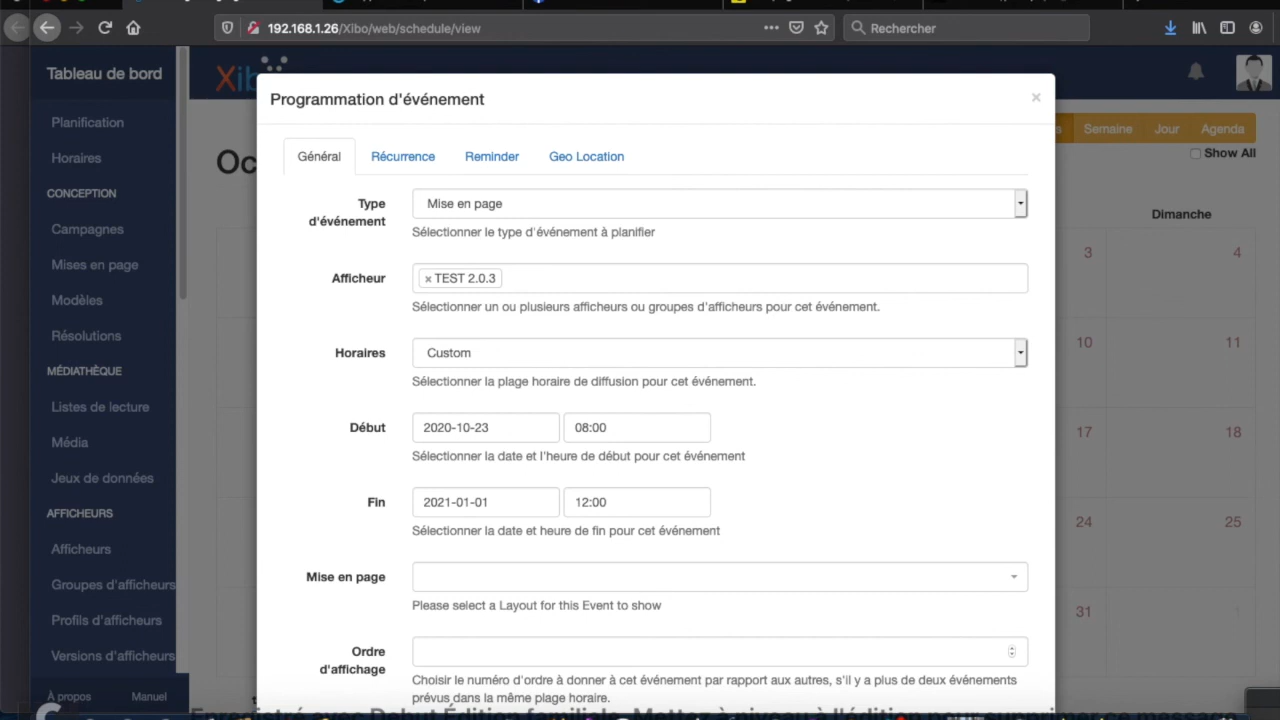 192.168.1.26/Xibo/web/schedule/view
Rechercher
Tableau de bord
Planification
Horaires
CONCEPTION
Campagnes
Mises en page
Modèles
Résolutions
MÉDIATHÈQUE
Listes de lecture
Média
Jeux de données
AFFICHEURS
Afficheurs
Groupes d'afficheurs
Profils d'afficheurs
Versions d'afficheurs
À propos Manuel
Xib
Programmation d'événement ×
Général Récurrence Reminder Geo Location
Type
d'événement
Mise en page
Sélectionner le type d'événement à planifier
Afficheur
× TEST 2.0.3
Sélectionner un ou plusieurs afficheurs ou groupes d'afficheurs pour cet événement.
Horaires
Custom
Sélectionner la plage horaire de diffusion pour cet événement.
Début
2020-10-23 08:00
Sélectionner la date et l'heure de début pour cet événement
Fin
2021-01-01 12:00
Sélectionner la date et heure de fin pour cet événement
Mise en page
Please select a Layout for this Event to show
Ordre
d'affichage
Choisir le numéro d'ordre à donner à cet événement par rapport aux autres, s'il y a plus de deux événements
prévus dans la même plage horaire.
Oc
s Semaine Jour Agenda
Show All
Dimanche
3 4
10 11
17 18
24 25
31 1